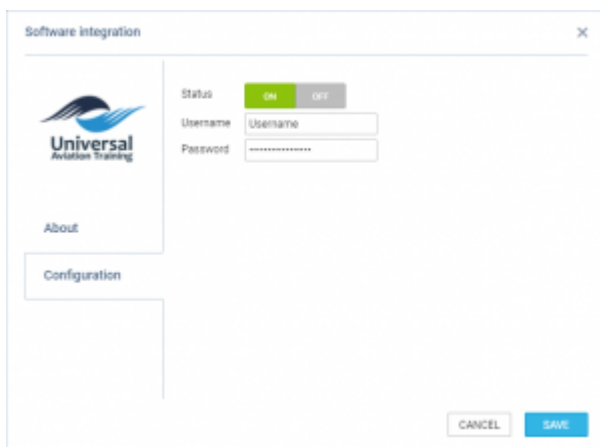 Software integration
Status ON OFF
Username Username
Password ---------------
Universal
Aviation Training
About
Configuration
CANCEL SAVE